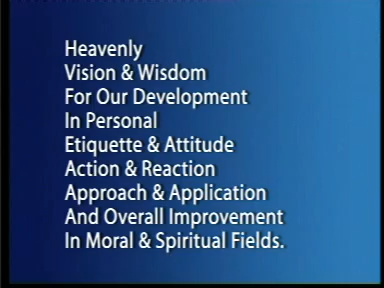 Heavenly
Vision & Wisdom
For Our Development
In Personal
Etiquette & Attitude
Action & Reaction
Approach & Application
And Overall Improvement
In Moral & Spiritual Fields.